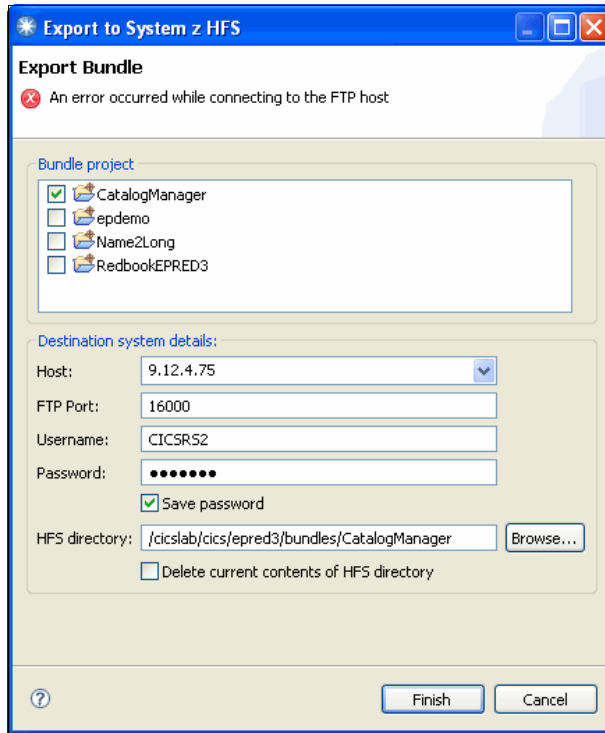 Export to System z HFS
Export Bundle
An error occurred while connecting to the FTP host
Bundle project
CatalogManager
epdemo
Name2Long
RedbookEPRED3
Destination system details:
Host: 9.12.4.75
FTP Port: 16000
Username: CICSRS2
Password: •••••••
Save password
HFS directory: /cicslab/cics/epred3/bundles/CatalogManager Browse...
Delete current contents of HFS directory
? Finish Cancel